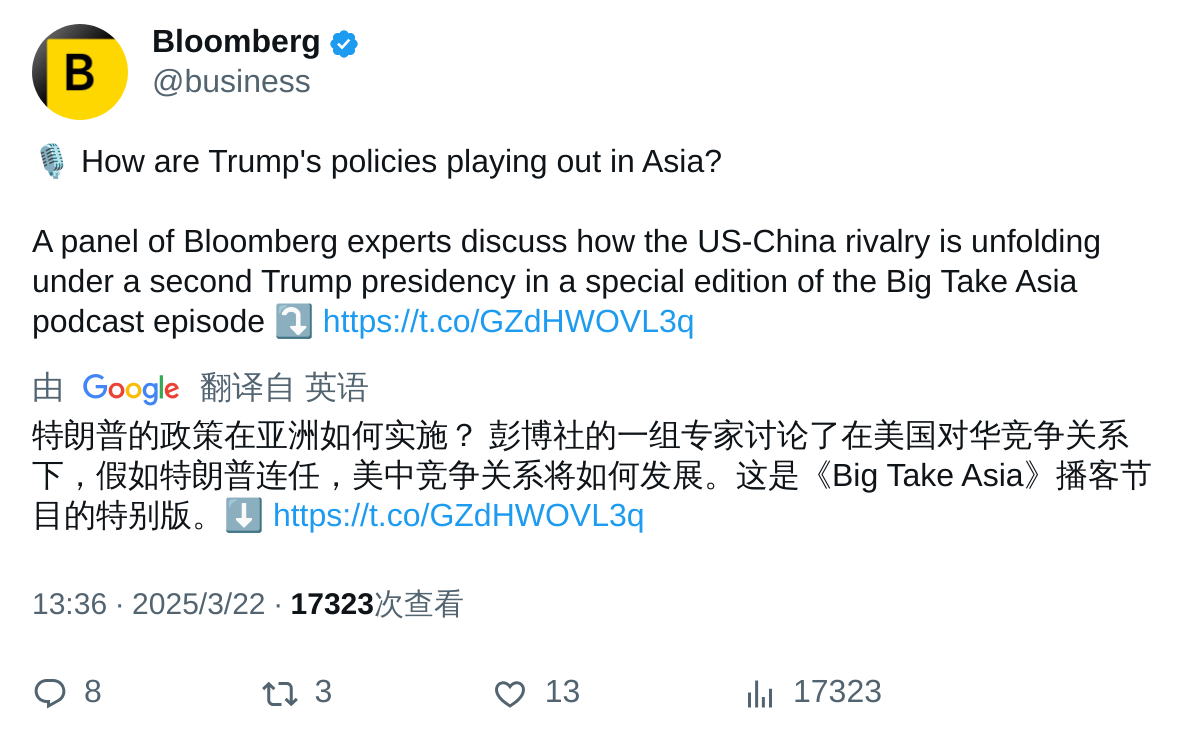 B
Bloomberg
@business
🎙️ How are Trump's policies playing out in Asia?
A panel of Bloomberg experts discuss how the US-China rivalry is unfolding
under a second Trump presidency in a special edition of the Big Take Asia
podcast episode ⤵️ https://t.co/GZdHWOVL3q
由 Google 翻译自 英语
特朗普的政策在亚洲如何实施？ 彭博社的一组专家讨论了在美国对华竞争关系
下，假如特朗普连任，美中竞争关系将如何发展。这是《Big Take Asia》播客节
目的特别版。⬇️ https://t.co/GZdHWOVL3q
13:36 · 2025/3/22 · 17323次查看
8 3 13 17323